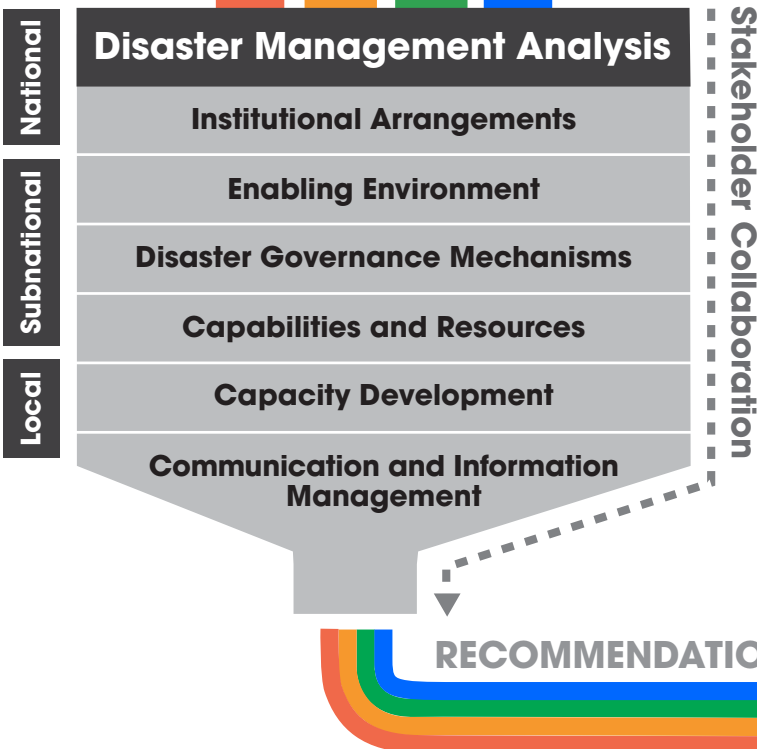 Disaster Management Analysis
National
Subnational
Local
Institutional Arrangements
Enabling Environment
Disaster Governance Mechanisms
Capabilities and Resources
Capacity Development
Communication and Information
Management
Stakeholder Collaboration
RECOMMENDATIO